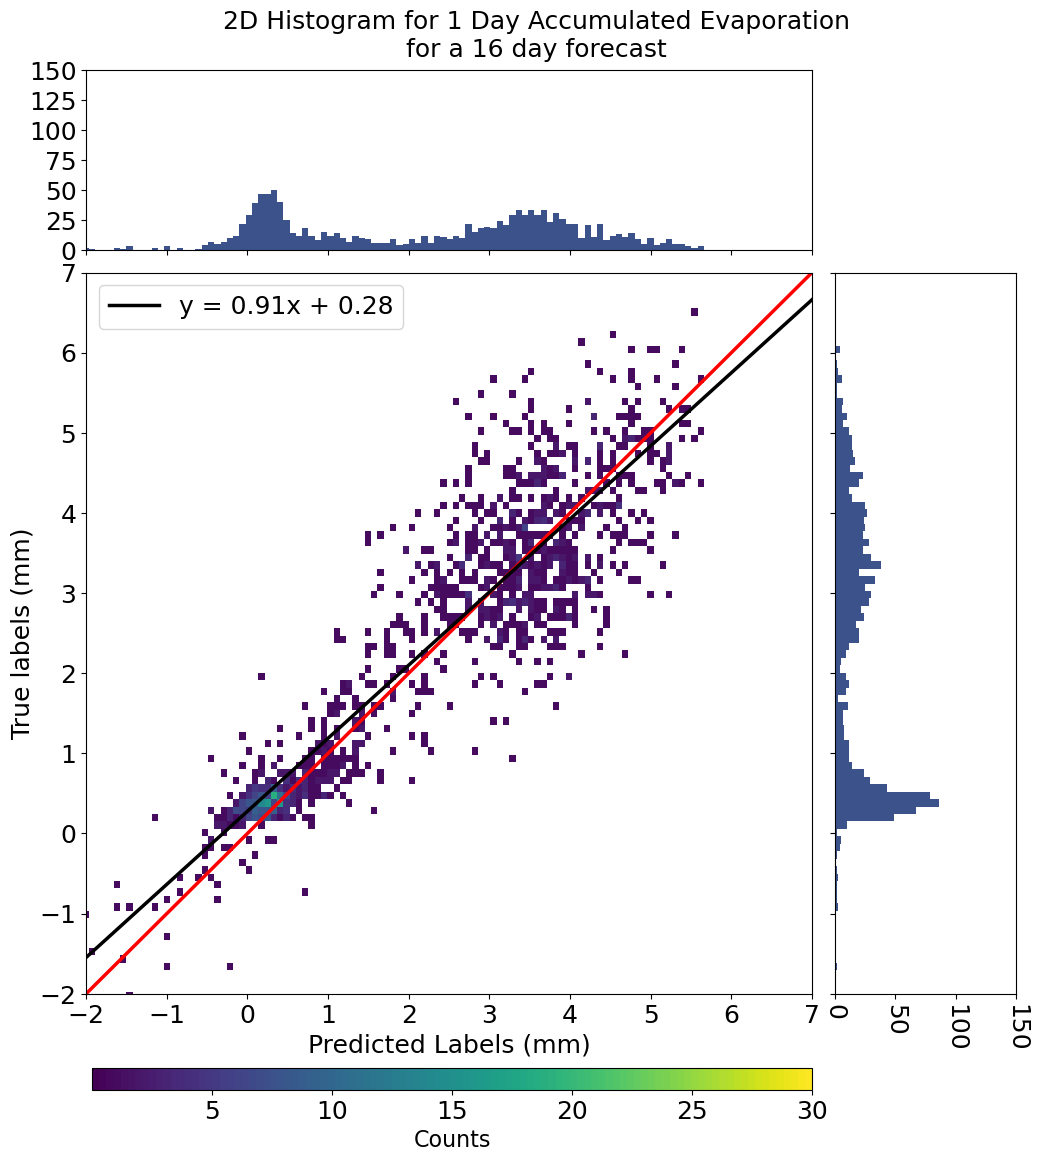 2D Histogram for 1 Day Accumulated Evaporation
for a 16 day forecast
150
125
100
75
50
25
0
7
6
5
4
3
2
1
0
−1
−2
True labels (mm)
y = 0.91x + 0.28
−2 −1 0 1 2 3 4 5 6 7
Predicted Labels (mm)
0 50 100 150
5 10 15 20 25 30
Counts